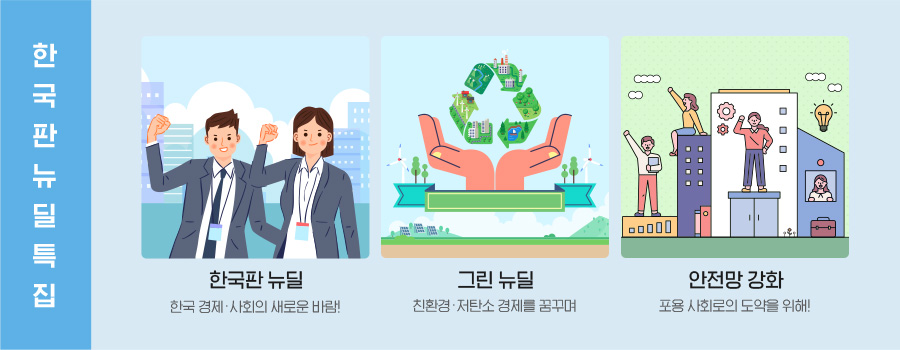 한국판뉴딜특집
한국판 뉴딜
한국 경제·사회의 새로운 바람!
그린 뉴딜
친환경·저탄소 경제를 꿈꾸며
안전망 강화
포용 사회로의 도약을 위해!